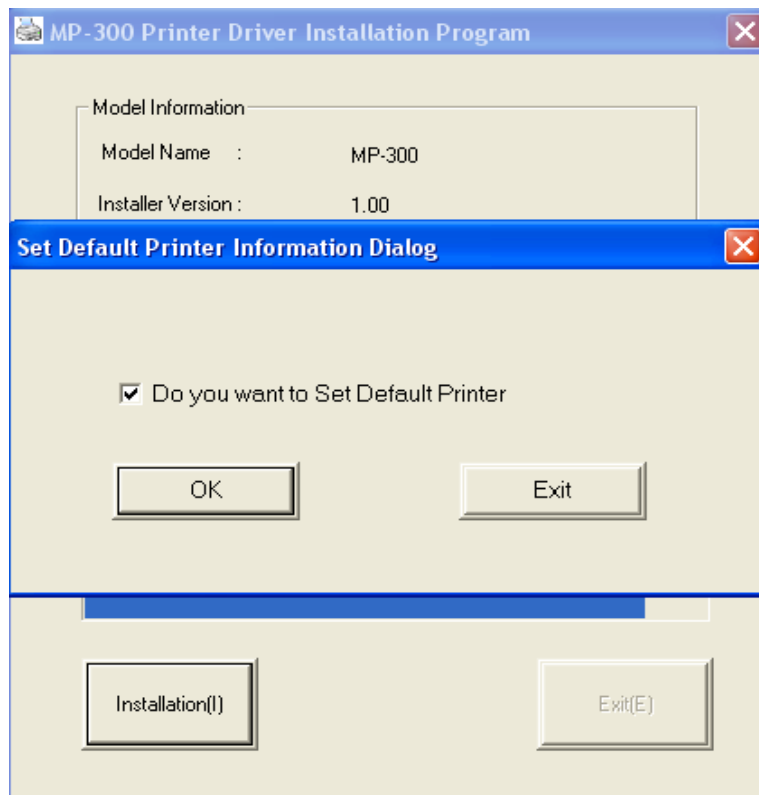 MP-300 Printer Driver Installation Program
Model Information
Model Name : MP-300
Installer Version : 1.00
Set Default Printer Information Dialog
Do you want to Set Default Printer
OK Exit
Installation(I) Exit(E)